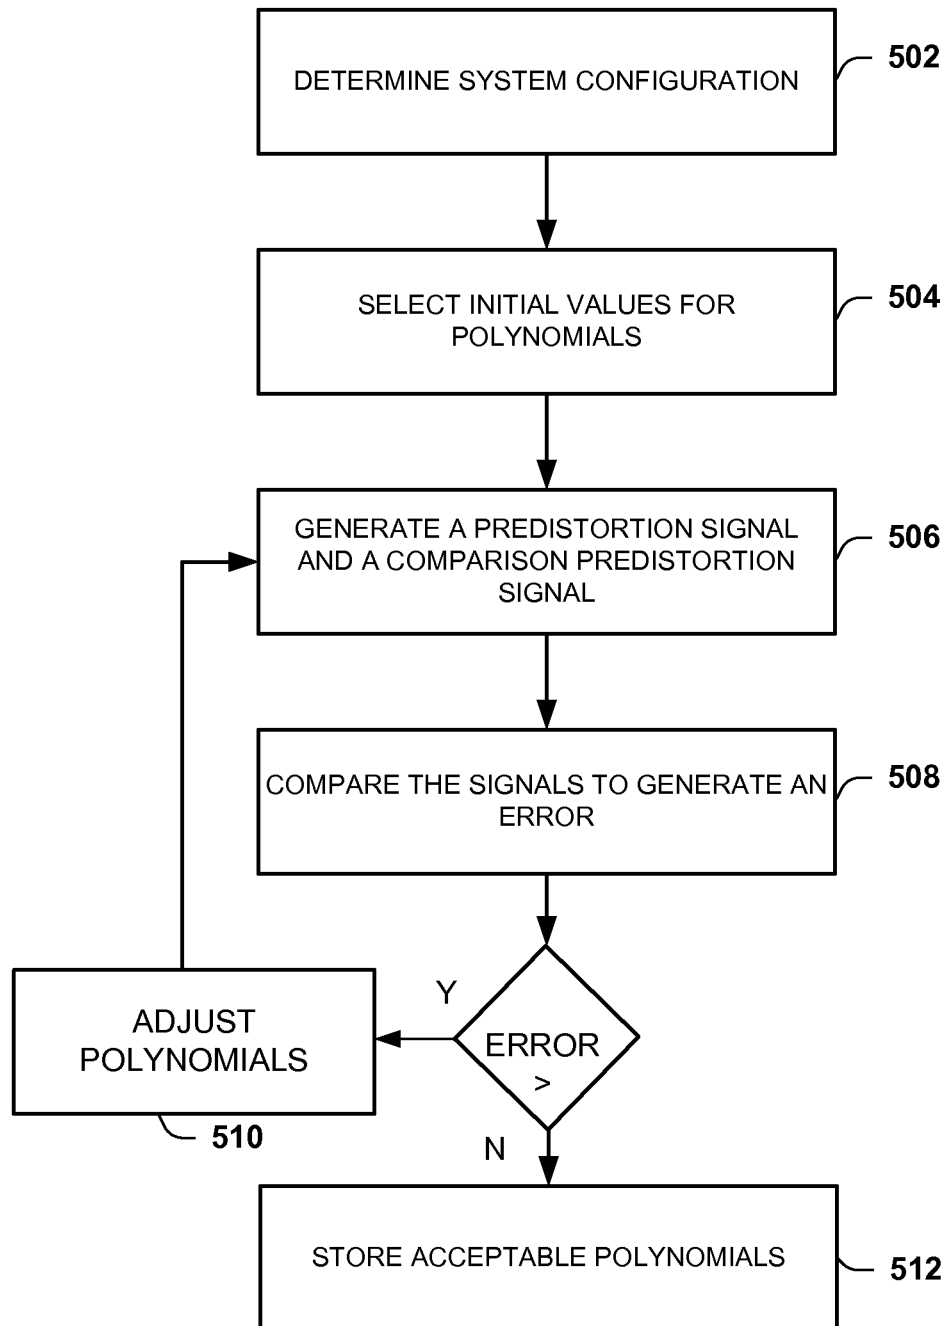 DETERMINE SYSTEM CONFIGURATION
502
SELECT INITIAL VALUES FOR
POLYNOMIALS
504
GENERATE A PREDISTORTION SIGNAL
AND A COMPARISON PREDISTORTION
SIGNAL
506
COMPARE THE SIGNALS TO GENERATE AN
ERROR
508
Y
ERROR
>
ADJUST
POLYNOMIALS
510
N
STORE ACCEPTABLE POLYNOMIALS
512